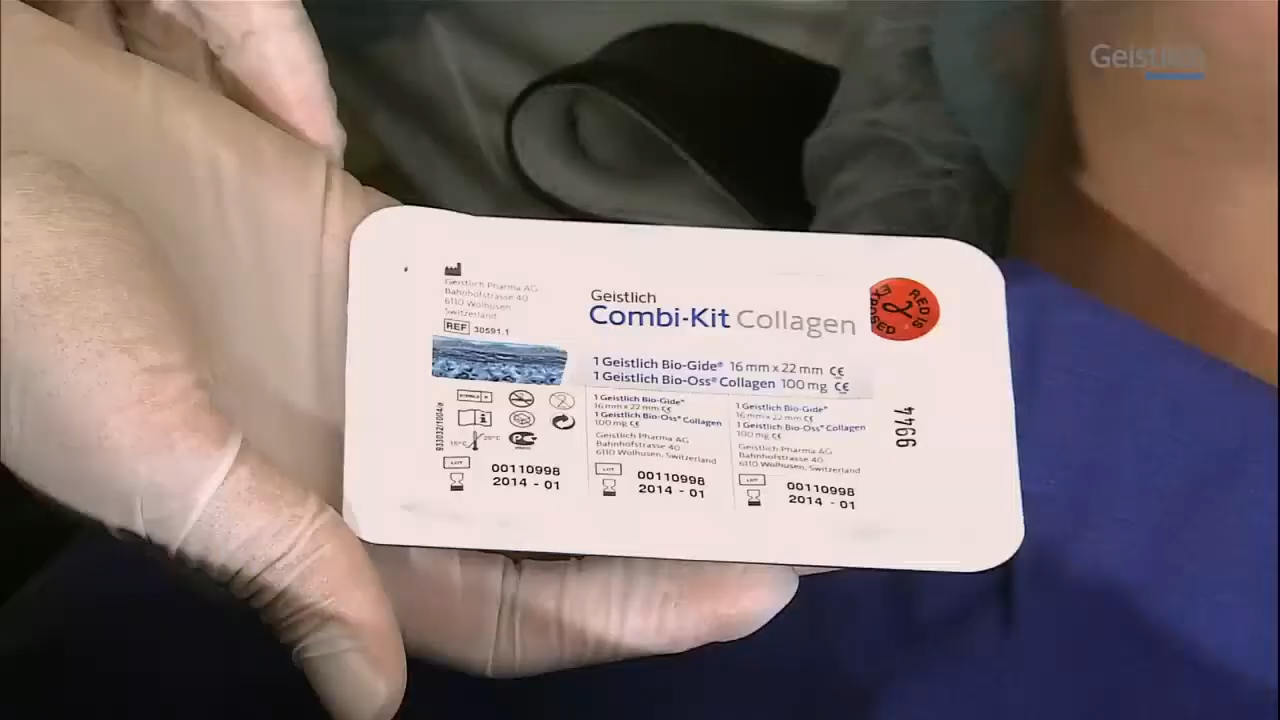 Geistlich
Geistlich Pharma AG
Bahnhofstrasse 40
6110 Wolhusen
Switzerland
REF 30591.1
Geistlich
Combi-Kit Collagen
RED IS
EXPOSED
1 Geistlich Bio-Gide® 16 mm x 22 mm CE
1 Geistlich Bio-Oss® Collagen 100 mg CE
STERILE R
15°C
25°C
LOT
00110998
2014 - 01
1 Geistlich Bio-Gide®
16 mm x 22 mm CE
1 Geistlich Bio-Oss® Collagen
100 mg CE
Geistlich Pharma AG
Bahnhofstrasse 40
6110 Wolhusen, Switzerland
LOT
00110998
2014 - 01
1 Geistlich Bio-Gide®
16 mm x 22 mm CE
1 Geistlich Bio-Oss® Collagen
100 mg CE
Geistlich Pharma AG
Bahnhofstrasse 40
6110 Wolhusen, Switzerland
LOT
00110998
2014 - 01